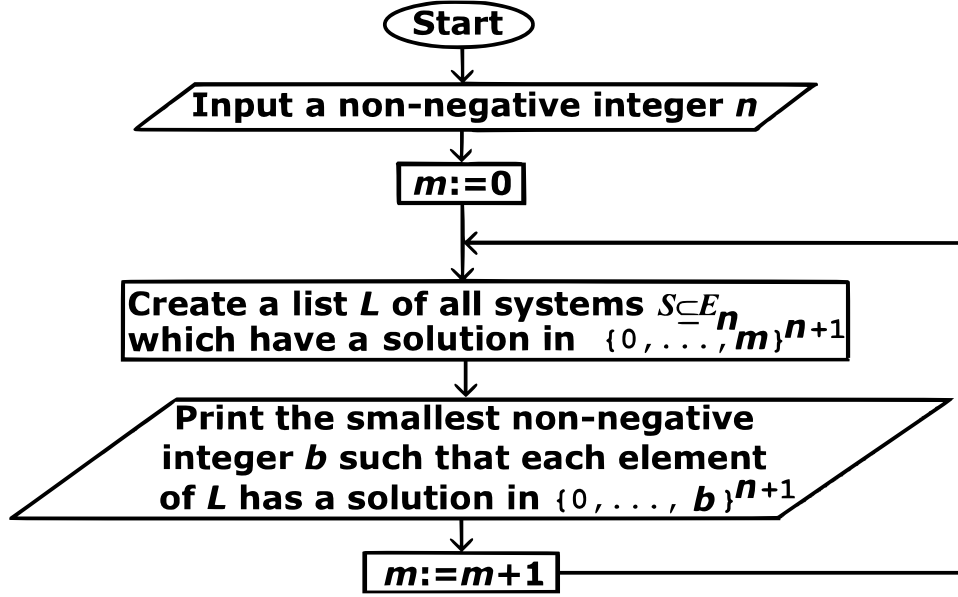 Start
Input a non-negative integer n
m:=0
Create a list L of all systems S⊆Eₙ
which have a solution in {0,...,m}ⁿ⁺¹
Print the smallest non-negative
integer b such that each element
of L has a solution in {0,..., b}ⁿ⁺¹
m:=m+1